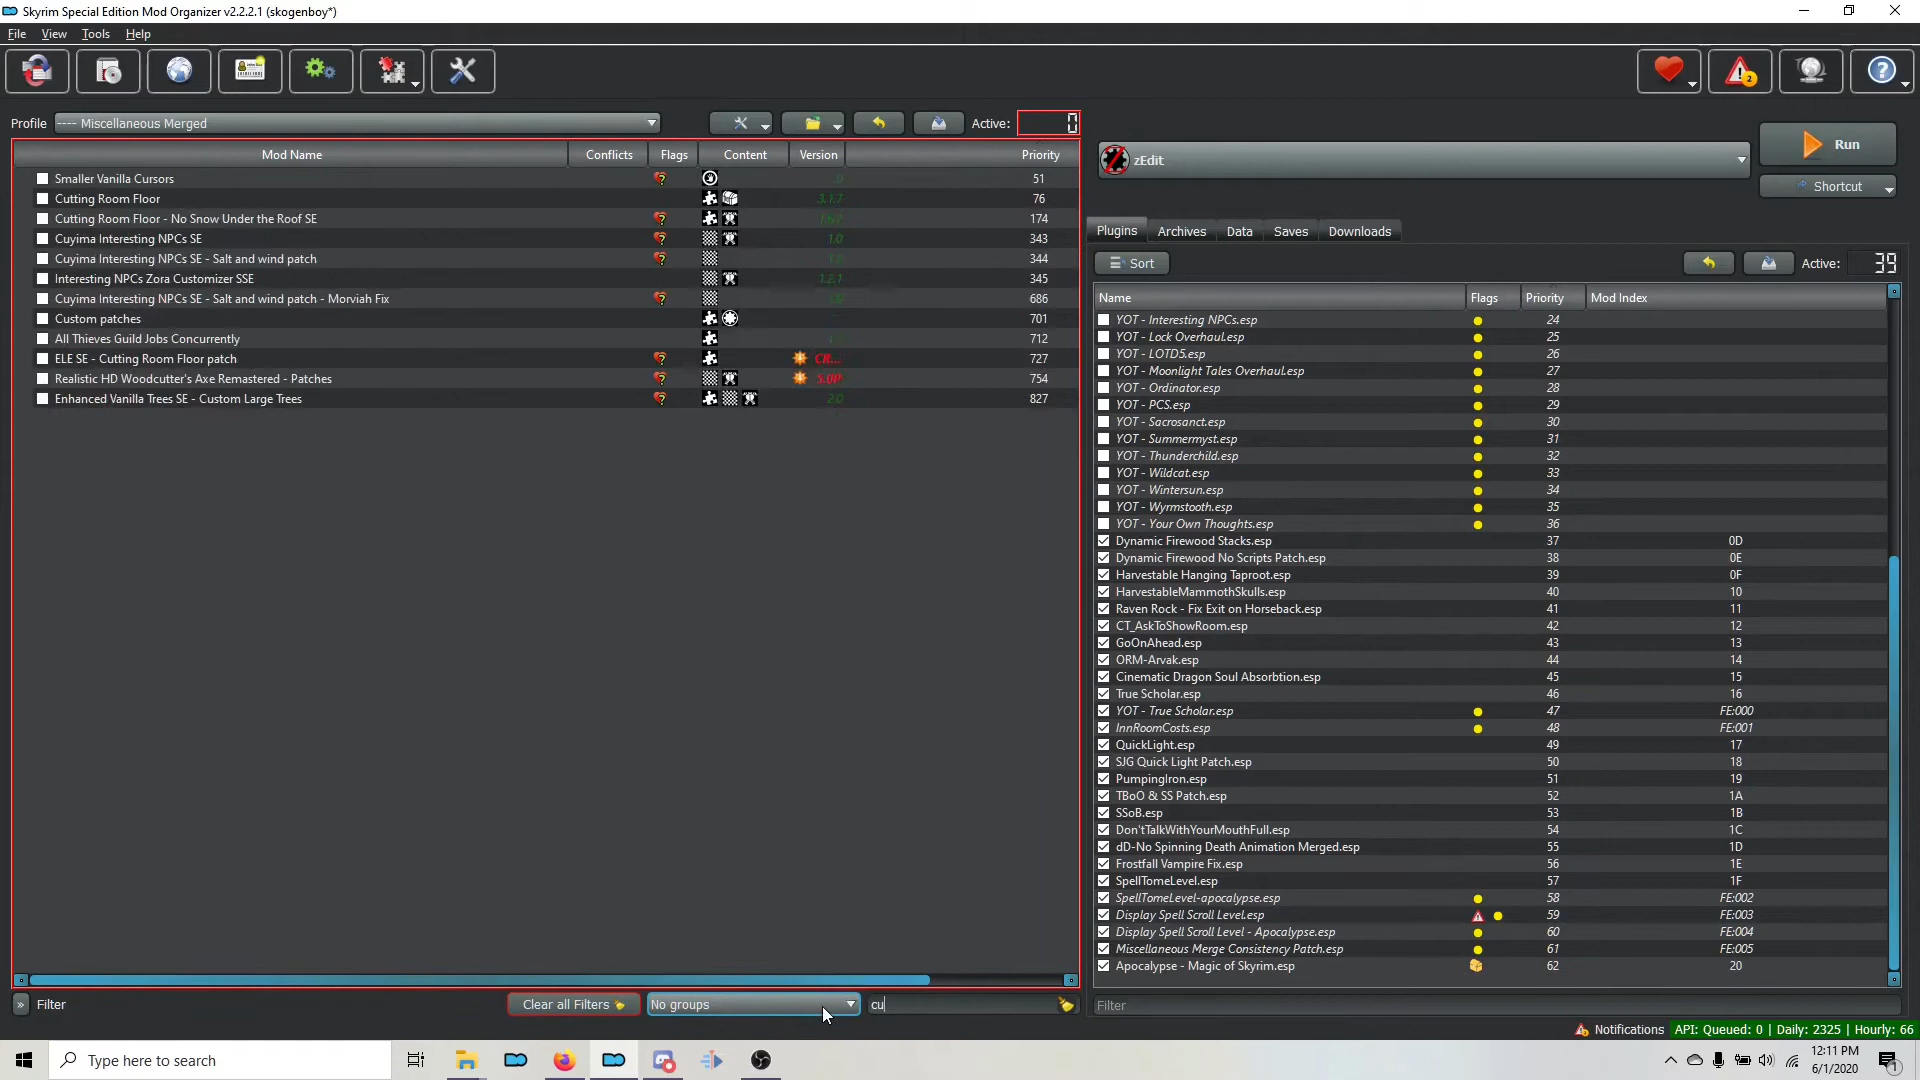 Skyrim Special Edition Mod Organizer v2.2.2.1 (skogenboy*)
File View Tools Help
Profile ---- Miscellaneous Merged Active: 0
Mod Name Conflicts Flags Content Version Priority
Smaller Vanilla Cursors 51
Cutting Room Floor 3.1.7 76
Cutting Room Floor - No Snow Under the Roof SE 174
Cuyima Interesting NPCs SE 1.0 343
Cuyima Interesting NPCs SE - Salt and wind patch 344
Interesting NPCs Zora Customizer SSE 1.2.1 345
Cuyima Interesting NPCs SE - Salt and wind patch - Morviah Fix 686
Custom patches 701
All Thieves Guild Jobs Concurrently 712
ELE SE - Cutting Room Floor patch CR... 727
Realistic HD Woodcutter's Axe Remastered - Patches 5.0P 754
Enhanced Vanilla Trees SE - Custom Large Trees 2.0 827
Filter Clear all Filters No groups cu
zEdit
Run
Shortcut
Plugins Archives Data Saves Downloads
Sort Active: 39
Name Flags Priority Mod Index
YOT - Interesting NPCs.esp 24
YOT - Lock Overhaul.esp 25
YOT - LOTD5.esp 26
YOT - Moonlight Tales Overhaul.esp 27
YOT - Ordinator.esp 28
YOT - PCS.esp 29
YOT - Sacrosanct.esp 30
YOT - Summermyst.esp 31
YOT - Thunderchild.esp 32
YOT - Wildcat.esp 33
YOT - Wintersun.esp 34
YOT - Wyrmstooth.esp 35
YOT - Your Own Thoughts.esp 36
Dynamic Firewood Stacks.esp 37 0D
Dynamic Firewood No Scripts Patch.esp 38 0E
Harvestable Hanging Taproot.esp 39 0F
HarvestableMammothSkulls.esp 40 10
Raven Rock - Fix Exit on Horseback.esp 41 11
CT_AskToShowRoom.esp 42 12
GoOnAhead.esp 43 13
ORM-Arvak.esp 44 14
Cinematic Dragon Soul Absorbtion.esp 45 15
True Scholar.esp 46 16
YOT - True Scholar.esp 47 FE:000
InnRoomCosts.esp 48 FE:001
QuickLight.esp 49 17
SJG Quick Light Patch.esp 50 18
PumpingIron.esp 51 19
TBoO & SS Patch.esp 52 1A
SSoB.esp 53 1B
Don'tTalkWithYourMouthFull.esp 54 1C
dD-No Spinning Death Animation Merged.esp 55 1D
Frostfall Vampire Fix.esp 56 1E
SpellTomeLevel.esp 57 1F
SpellTomeLevel-apocalypse.esp 58 FE:002
Display Spell Scroll Level.esp 59 FE:003
Display Spell Scroll Level - Apocalypse.esp 60 FE:004
Miscellaneous Merge Consistency Patch.esp 61 FE:005
Apocalypse - Magic of Skyrim.esp 62 20
Filter
Notifications API: Queued: 0 | Daily: 2325 | Hourly: 66
Type here to search
12:11 PM
6/1/2020